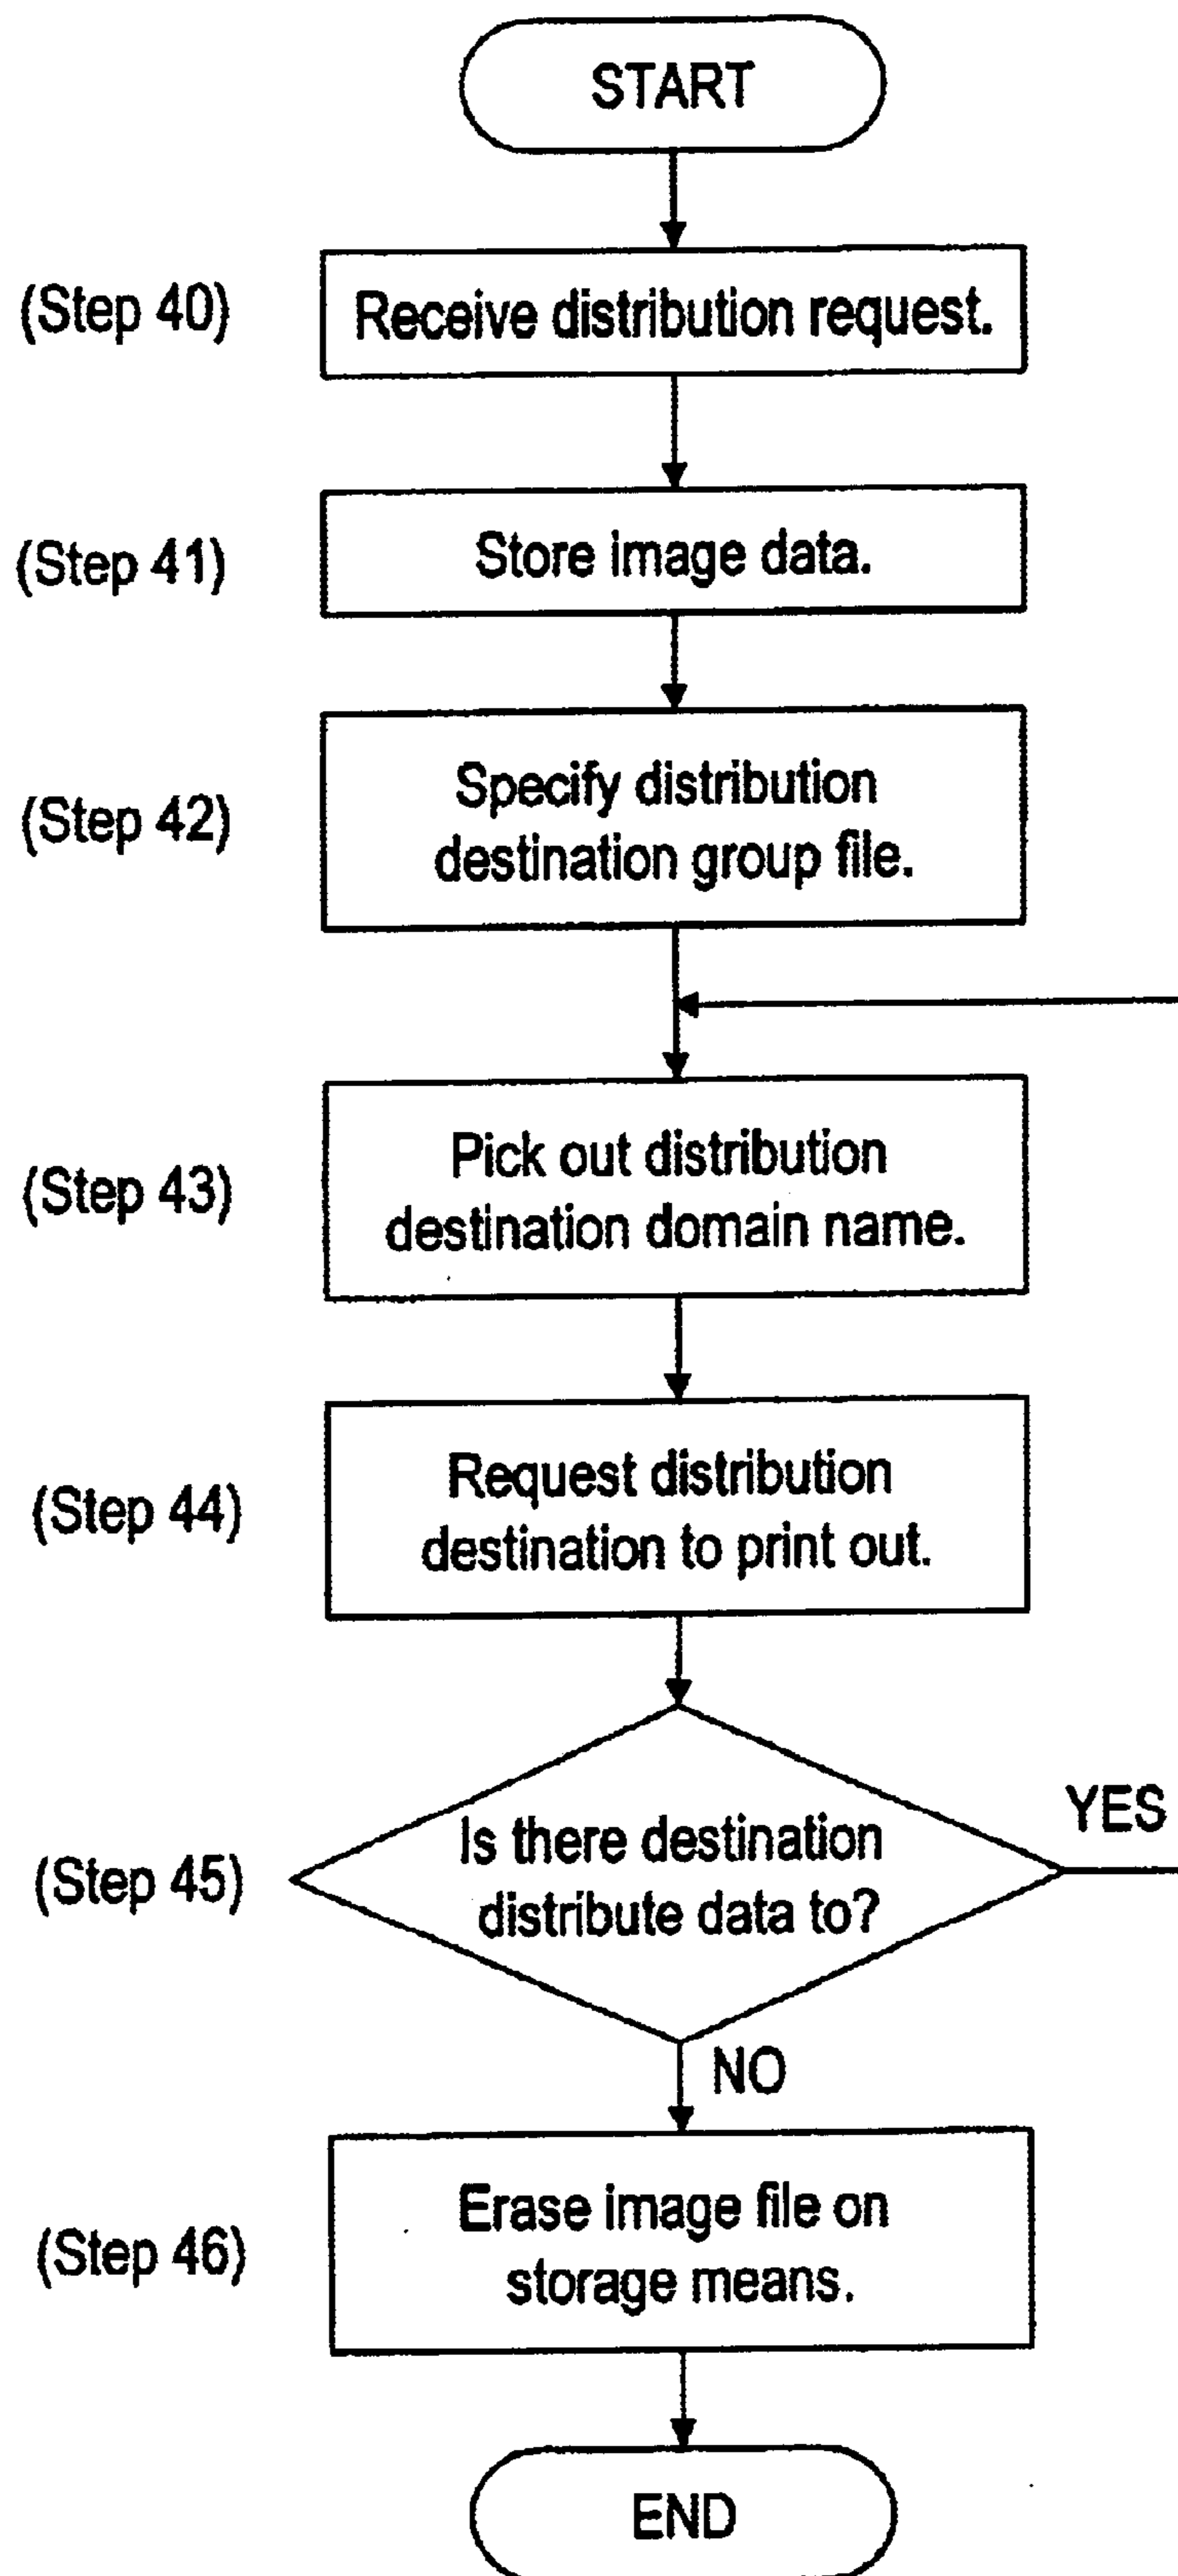 START
(Step 40)
Receive distribution request.
(Step 41)
Store image data.
(Step 42)
Specify distribution
destination group file.
(Step 43)
Pick out distribution
destination domain name.
(Step 44)
Request distribution
destination to print out.
(Step 45)
Is there destination
distribute data to?
YES
NO
(Step 46)
Erase image file on
storage means.
END